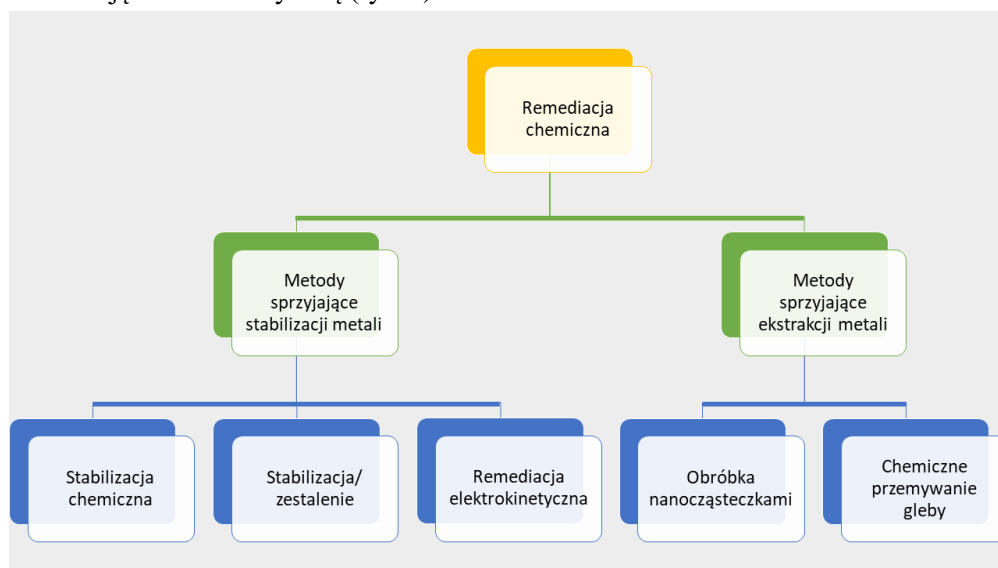 Remediacja
chemiczna
Metody
sprzyjające
stabilizacji metali
Metody
sprzyjające
ekstrakcji metali
Stabilizacja
chemiczna
Stabilizacja/
zestalenie
Remediacja
elektrokinetyczna
Obróbka
nanocząsteczkami
Chemiczne
przemywanie
gleby